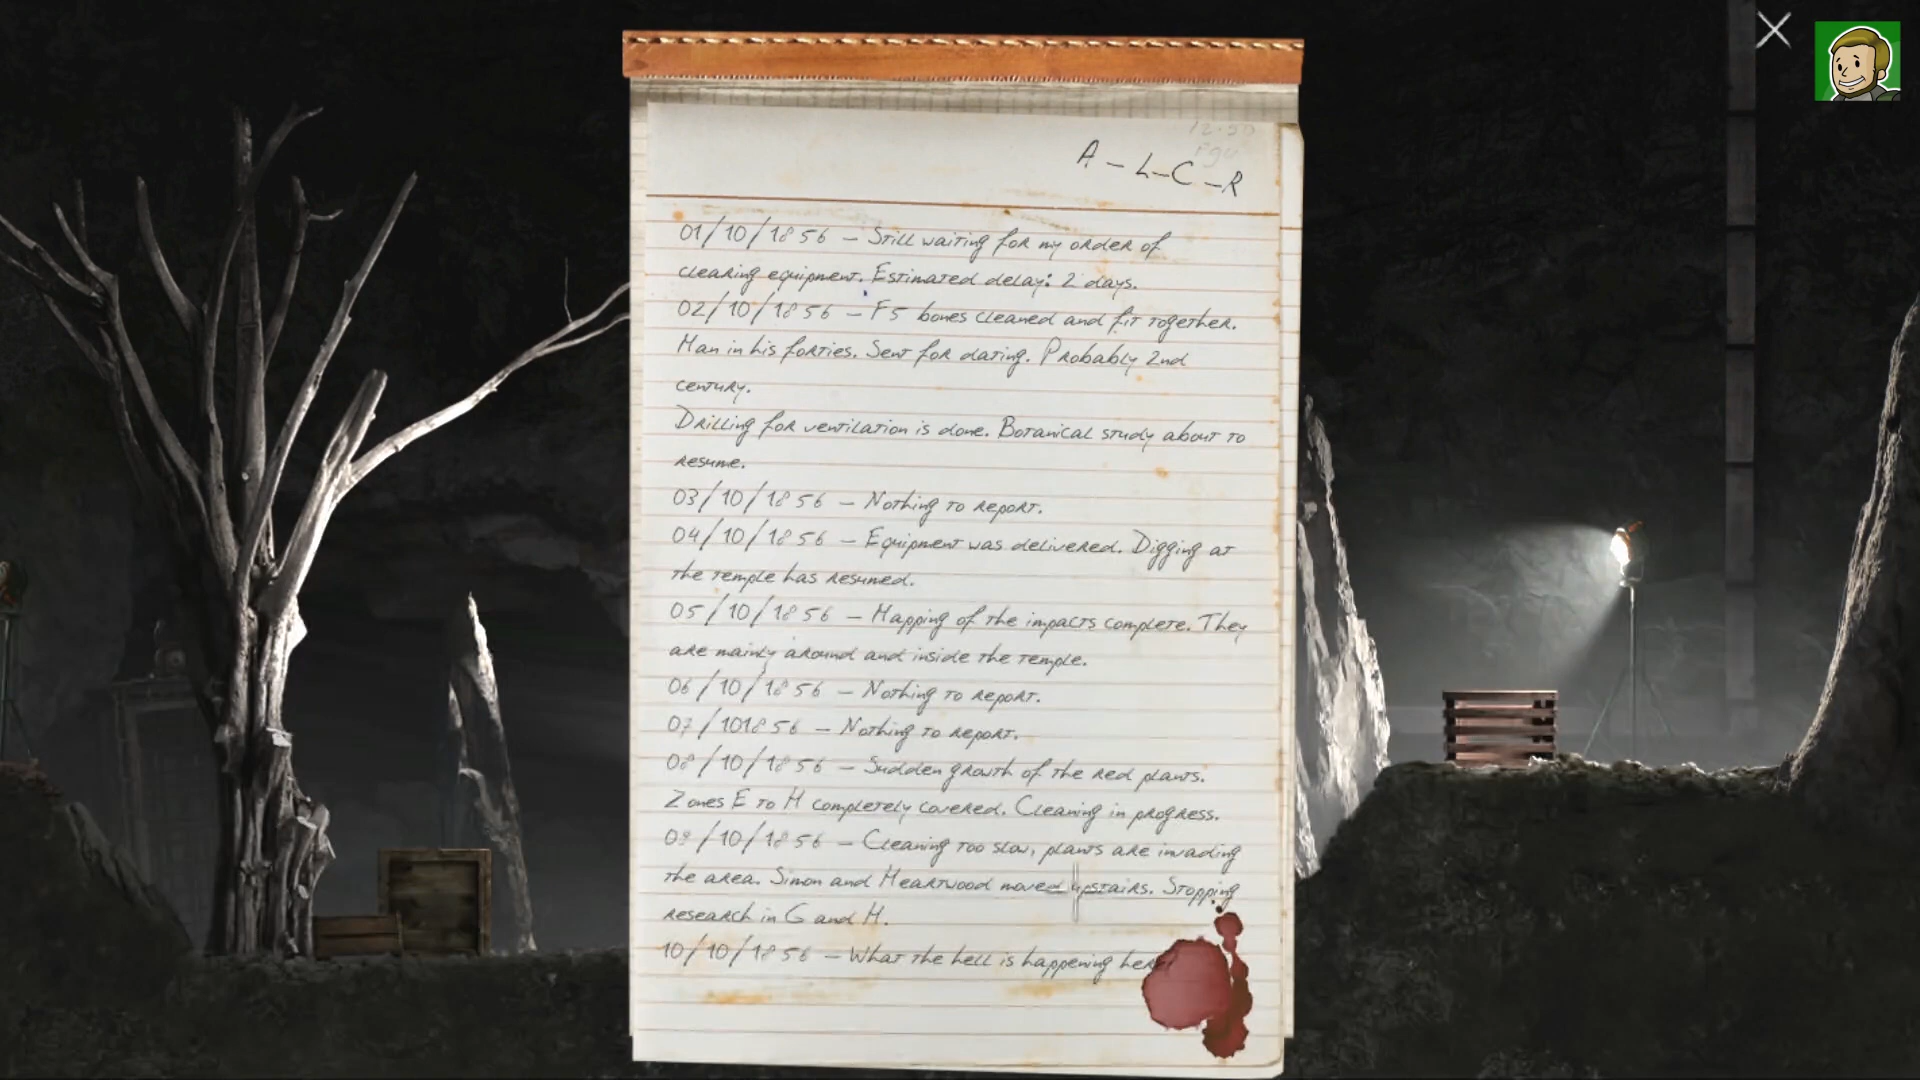 A-L-C-R
01/10/1856 - Still waiting for my order of
clearing equipment. Estimated delay: 2 days.
02/10/1856 - F5 bones cleaned and fit together.
Man in his forties. Sent for dating. Probably 2nd
century.
Drilling for ventilation is done. Botanical study about to
resume.
03/10/1856 - Nothing to report.
04/10/1856 - Equipment was delivered. Digging at
the temple has resumed.
05/10/1856 - Mapping of the impacts complete. They
are mainly around and inside the temple.
06/10/1856 - Nothing to report.
07/101856 - Nothing to report.
08/10/1856 - Sudden growth of the red plants.
Zones E to H completely covered. Cleaning in progress.
09/10/1856 - Cleaning too slow, plants are invading
the area. Simon and Heartwood moved upstairs. Stopping
research in G and H.
10/10/1856 - What the hell is happening here